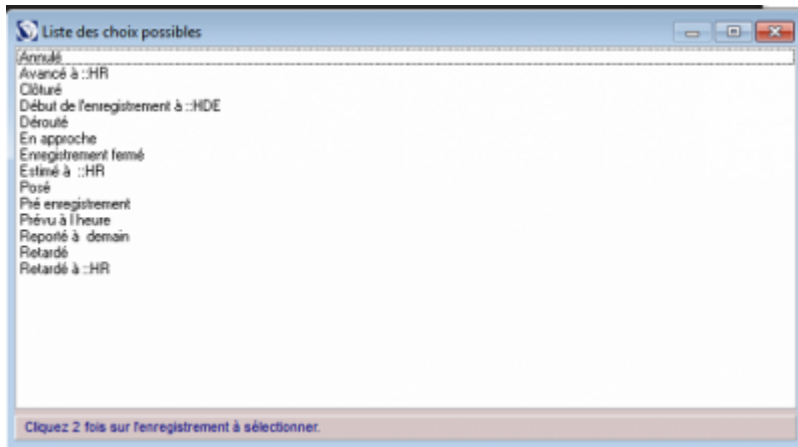 Liste des choix possibles
Annulé
Avancé à ::HR
Clôturé
Début de l'enregistrement à ::HDE
Dérouté
En approche
Enregistrement fermé
Estimé à ::HR
Posé
Pré enregistrement
Prévu à l heure
Reporté à demain
Retardé
Retardé à ::HR
Cliquez 2 fois sur l'enregistrement à sélectionner.